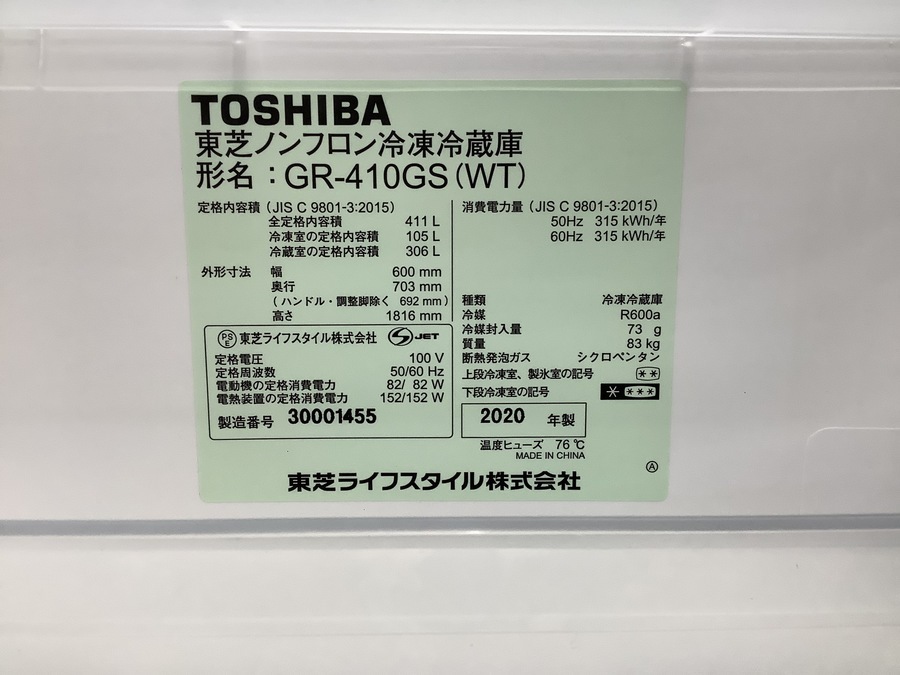 TOSHIBA
東芝ノンフロン冷凍冷蔵庫
形名：GR-410GS(WT)
定格内容積（JIS C 9801-3:2015）
全定格内容積 411 L
冷凍室の定格内容積 105 L
冷蔵室の定格内容積 306 L
外形寸法 幅 600 mm
奥行 703 mm
（ハンドル・調整脚除く 692 mm）
高さ 1816 mm
PSE 東芝ライフスタイル株式会社 S JET
定格電圧 100 V
定格周波数 50/60 Hz
電動機の定格消費電力 82/ 82 W
電熱装置の定格消費電力 152/152 W
製造番号 30001455
消費電力量（JIS C 9801-3:2015）
50Hz 315 kWh/年
60Hz 315 kWh/年
種類 冷凍冷蔵庫
冷媒 R600a
冷媒封入量 73 g
質量 83 kg
断熱発泡ガス シクロペンタン
上段冷凍室、製氷室の記号 **
下段冷凍室の記号 * ***
2020 年製
温度ヒューズ 76 ℃
MADE IN CHINA
Ⓐ
東芝ライフスタイル株式会社